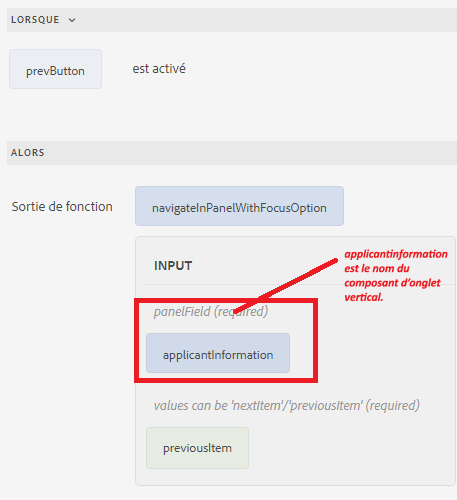 LORSQUE
prevButton est activé
ALORS
Sortie de fonction navigateInPanelWithFocusOption
INPUT
applicantinformation
est le nom du
composant d'onglet
vertical.
panelField (required)
applicantInformation
values can be 'nextItem'/'previousItem' (required)
previousItem